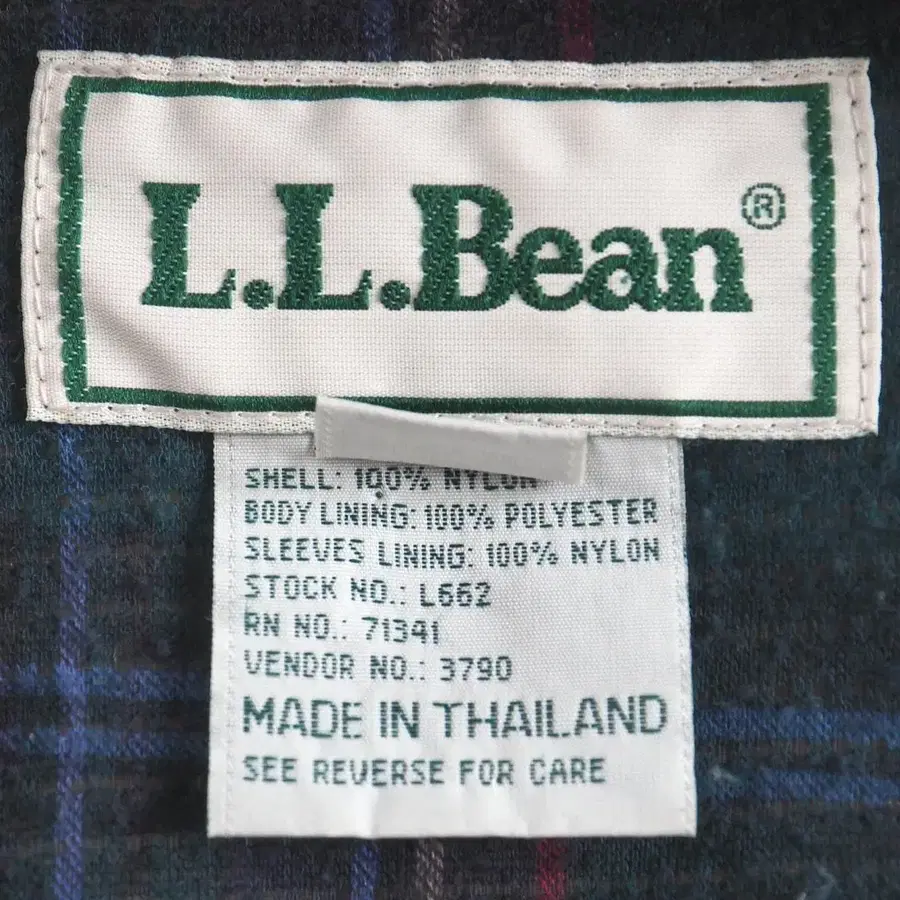 L.L.Bean®
SHELL: 100% NYLON
BODY LINING: 100% POLYESTER
SLEEVES LINING: 100% NYLON
STOCK NO.: L662
RN NO.: 71341
VENDOR NO.: 3790
MADE IN THAILAND
SEE REVERSE FOR CARE